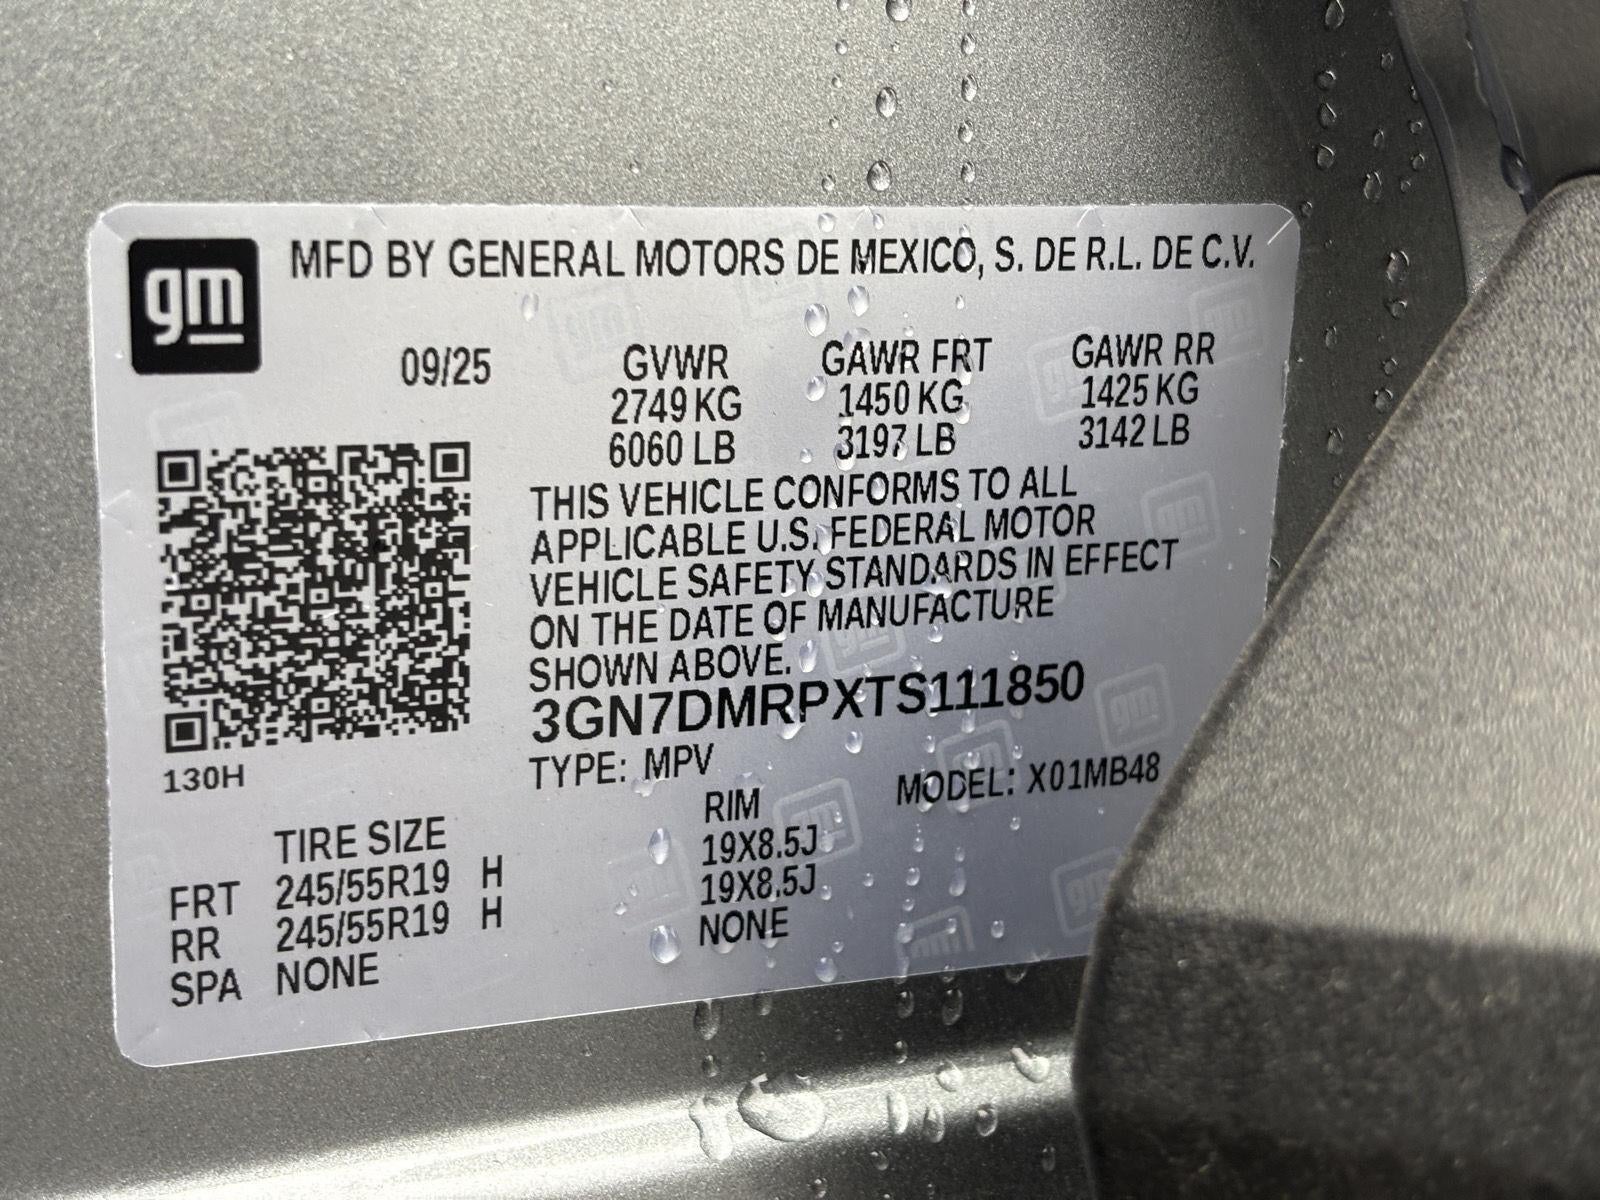 gm
MFD BY GENERAL MOTORS DE MEXICO, S. DE R.L. DE C.V.
09/25 GVWR GAWR FRT GAWR RR
2749 KG 1450 KG 1425 KG
6060 LB 3197 LB 3142 LB
THIS VEHICLE CONFORMS TO ALL
APPLICABLE U.S. FEDERAL MOTOR
VEHICLE SAFETY STANDARDS IN EFFECT
ON THE DATE OF MANUFACTURE
SHOWN ABOVE.
3GN7DMRPXTS111850
130H
TYPE: MPV MODEL: X01MB48
TIRE SIZE RIM
FRT 245/55R19 H 19X8.5J
RR 245/55R19 H 19X8.5J
SPA NONE NONE